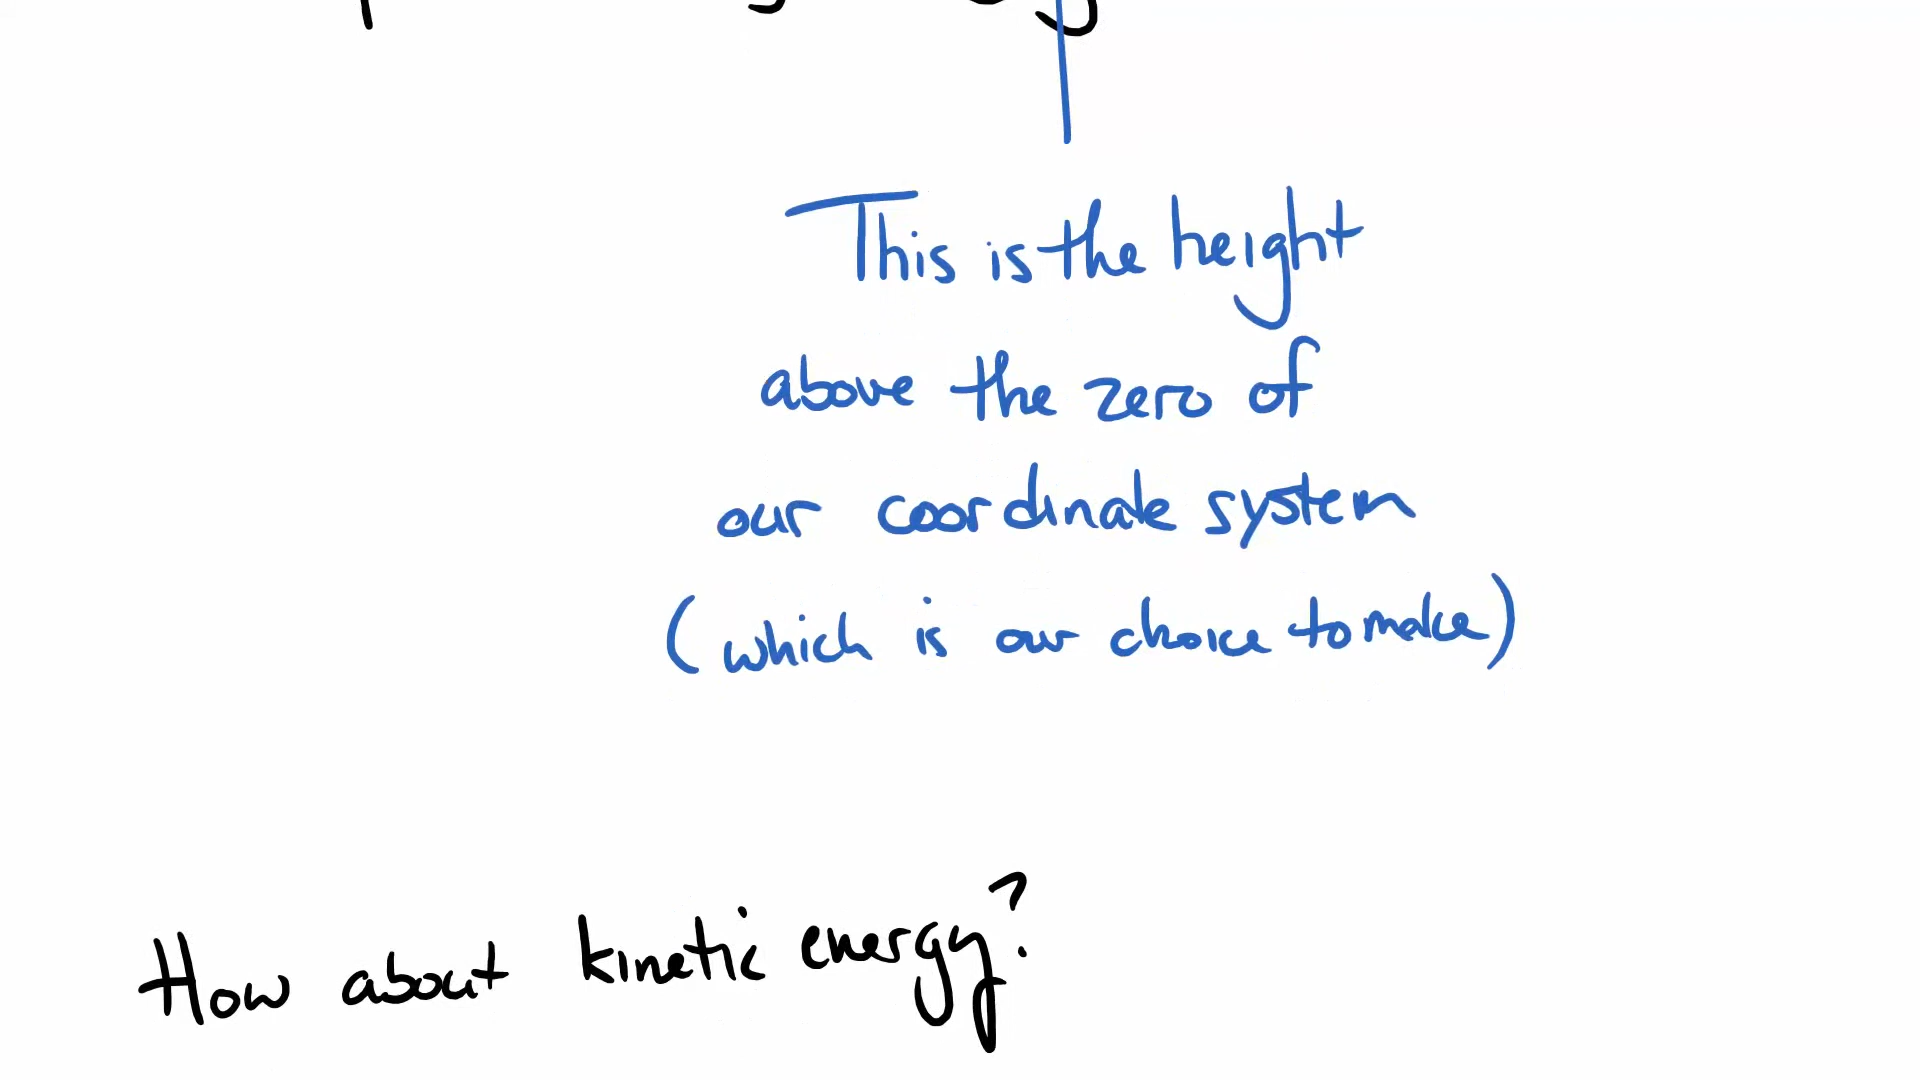 This is the height
above the zero of
our coordinate system
(which is our choice to make)
How about kinetic energy?